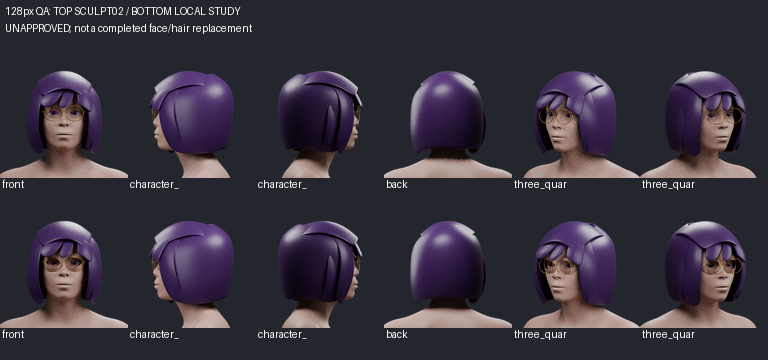 128px QA: TOP SCULPT02 / BOTTOM LOCAL STUDY
UNAPPROVED; not a completed face/hair replacement
front character_ character_ back three_quar three_quar
front character_ character_ back three_quar three_quar